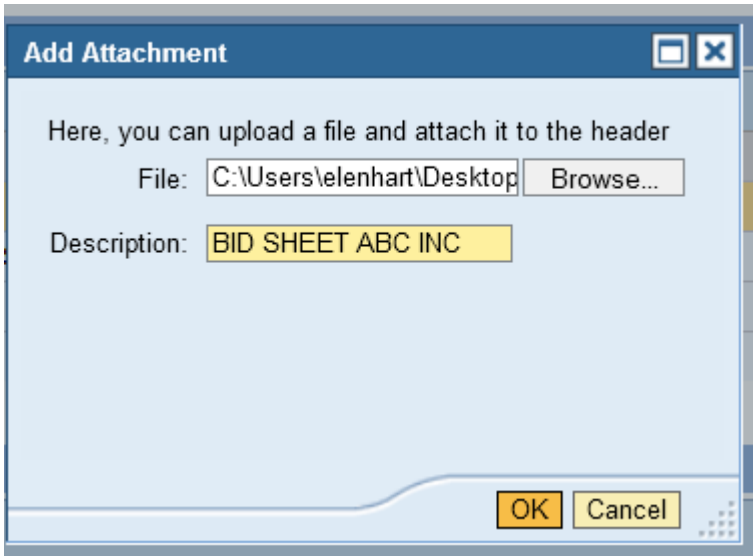 Add Attachment
Here, you can upload a file and attach it to the header
File: C:\Users\elenhart\Desktop Browse...
Description: BID SHEET ABC INC
OK Cancel